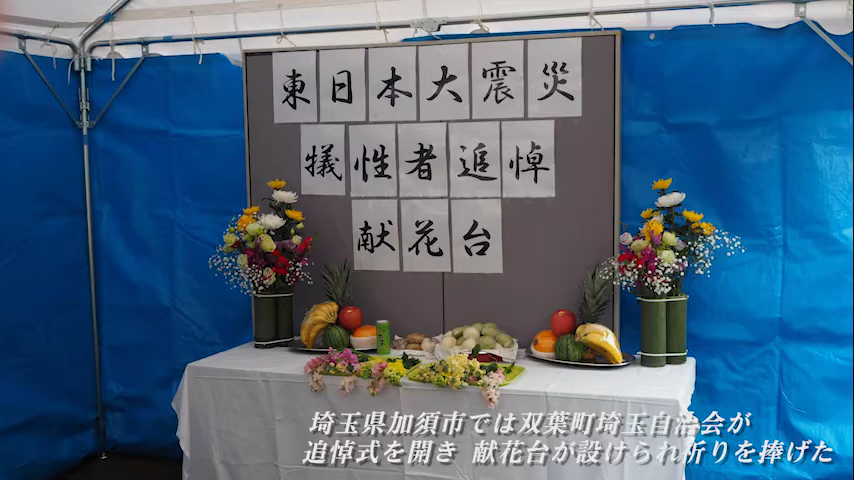 東日本大震災
犠性者追悼
献花台
埼玉県加須市では双葉町埼玉自治会が
追悼式を開き 献花台が設けられ祈りを捧げた